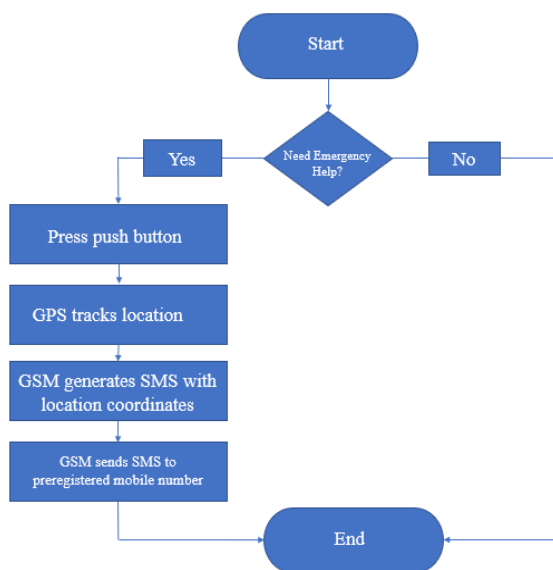 Start
Need Emergency
Help?
Yes
No
Press push button
GPS tracks location
GSM generates SMS with
location coordinates
GSM sends SMS to
preregistered mobile number
End